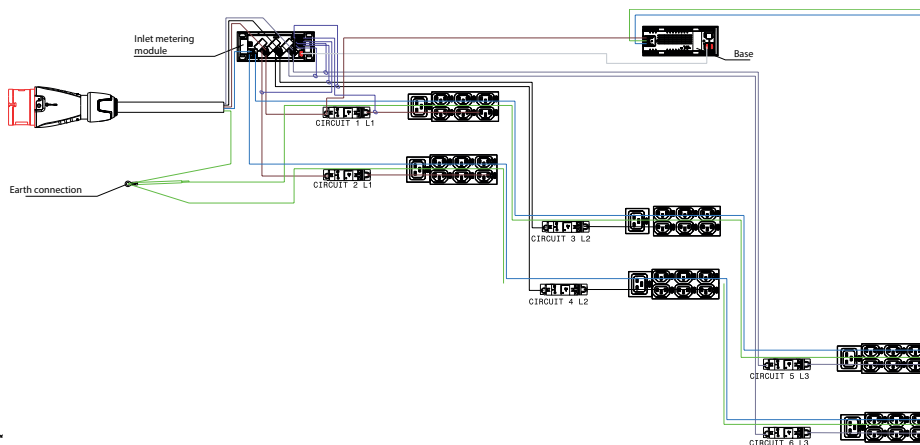 Inlet metering
module
Base
CIRCUIT 1 L1
CIRCUIT 2 L1
Earth connection
CIRCUIT 3 L2
CIRCUIT 4 L2
CIRCUIT 5 L3
CIRCUIT 6 L3